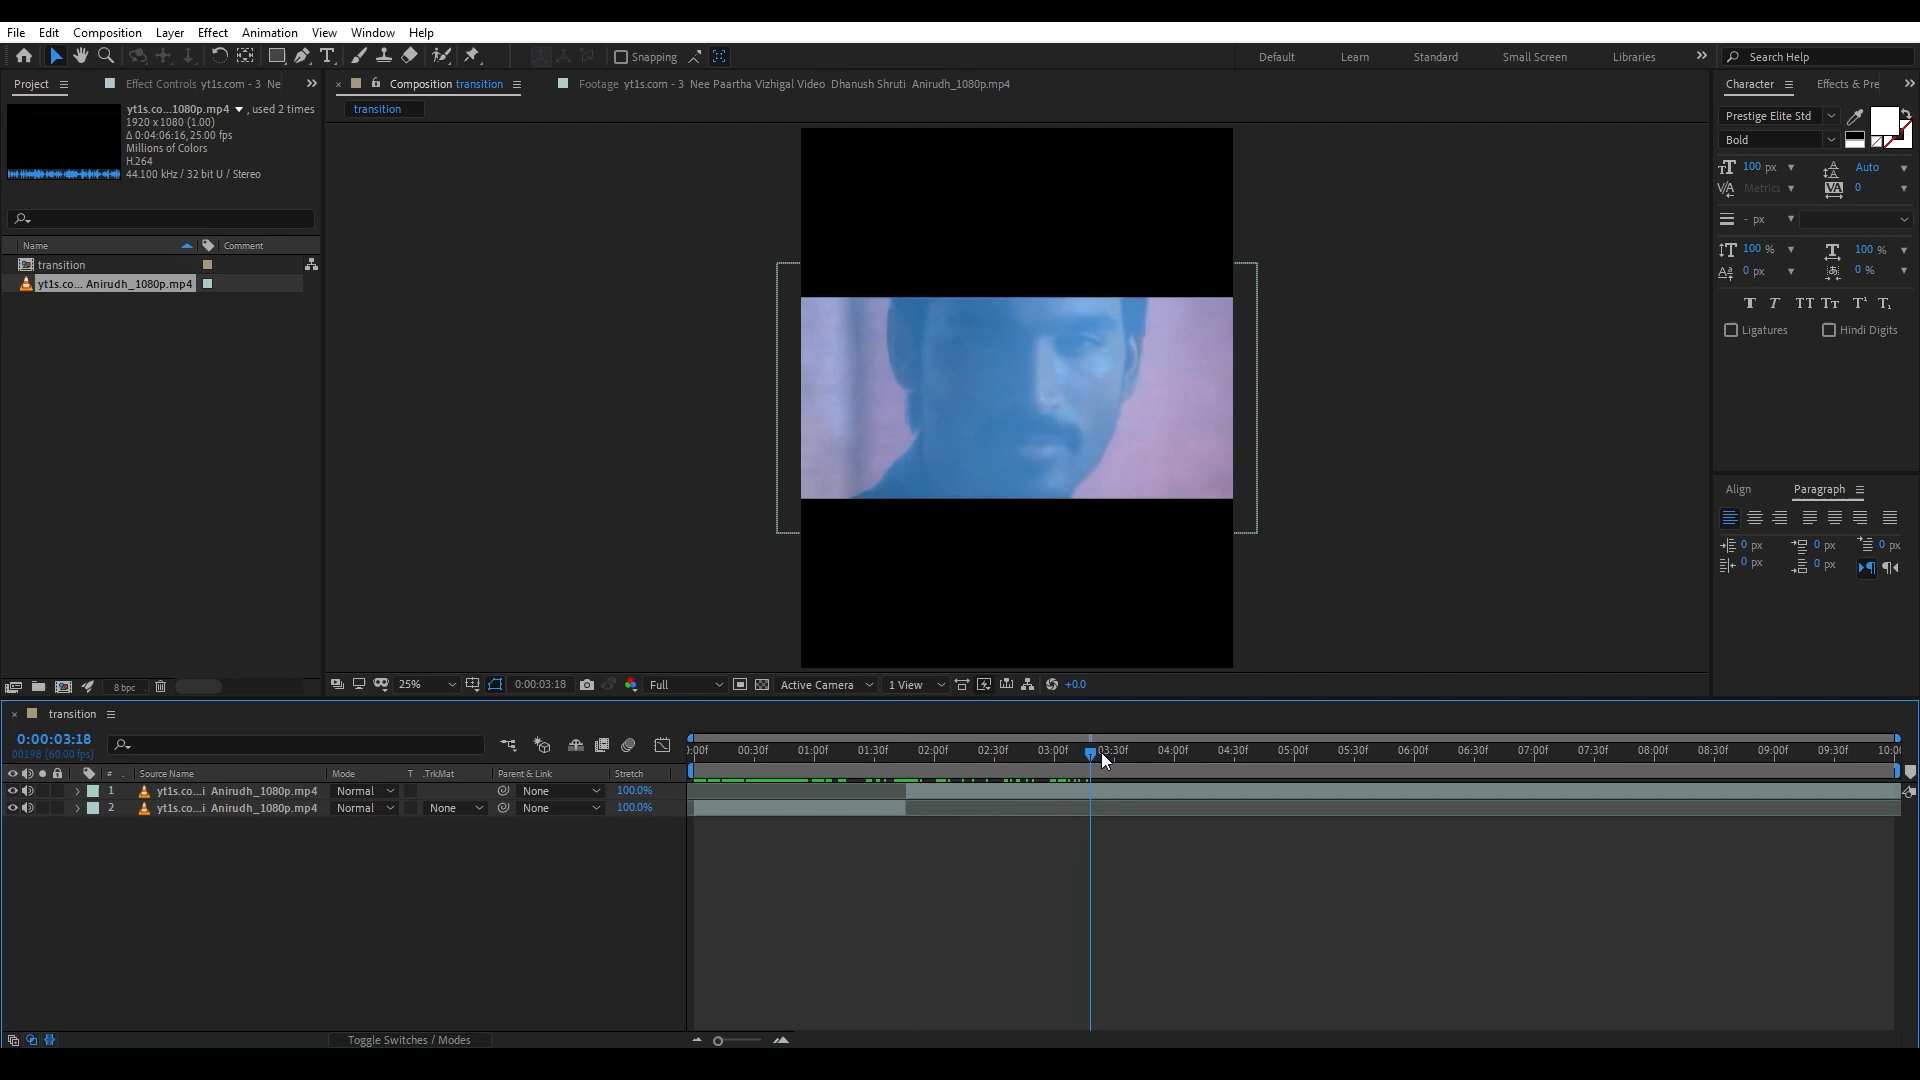 File Edit Composition Layer Effect Animation View Window Help
Snapping
Default Learn Standard Small Screen Libraries
Search Help
Project
Effect Controls yt1s.com - 3 Ne
Composition transition
Footage yt1s.com - 3 Nee Paartha Vizhigal Video Dhanush Shruti Anirudh_1080p.mp4
transition
yt1s.co...1080p.mp4 , used 2 times
1920 x 1080 (1.00)
Δ 0:04:06:16, 25.00 fps
Millions of Colors
H.264
44.100 kHz / 32 bit U / Stereo
Name Comment
transition
yt1s.co... Anirudh_1080p.mp4
8 bpc
25% 0:00:03:18 Full Active Camera 1 View +0.0
Character Effects & Pre
Prestige Elite Std
Bold
100 px Auto
Metrics 0
- px
100 % 100 %
0 px 0 %
Ligatures Hindi Digits
Align Paragraph
0 px 0 px 0 px
0 px 0 px
transition
0:00:03:18
00198 (60.00 fps)
:00f 00:30f 01:00f 01:30f 02:00f 02:30f 03:00f 03:30f 04:00f 04:30f 05:00f 05:30f 06:00f 06:30f 07:00f 07:30f 08:00f 08:30f 09:00f 09:30f 10:0
# . Source Name Mode T .TrkMat Parent & Link Stretch
1 yt1s.co...i Anirudh_1080p.mp4 Normal None 100.0%
2 yt1s.co...i Anirudh_1080p.mp4 Normal None None 100.0%
Toggle Switches / Modes